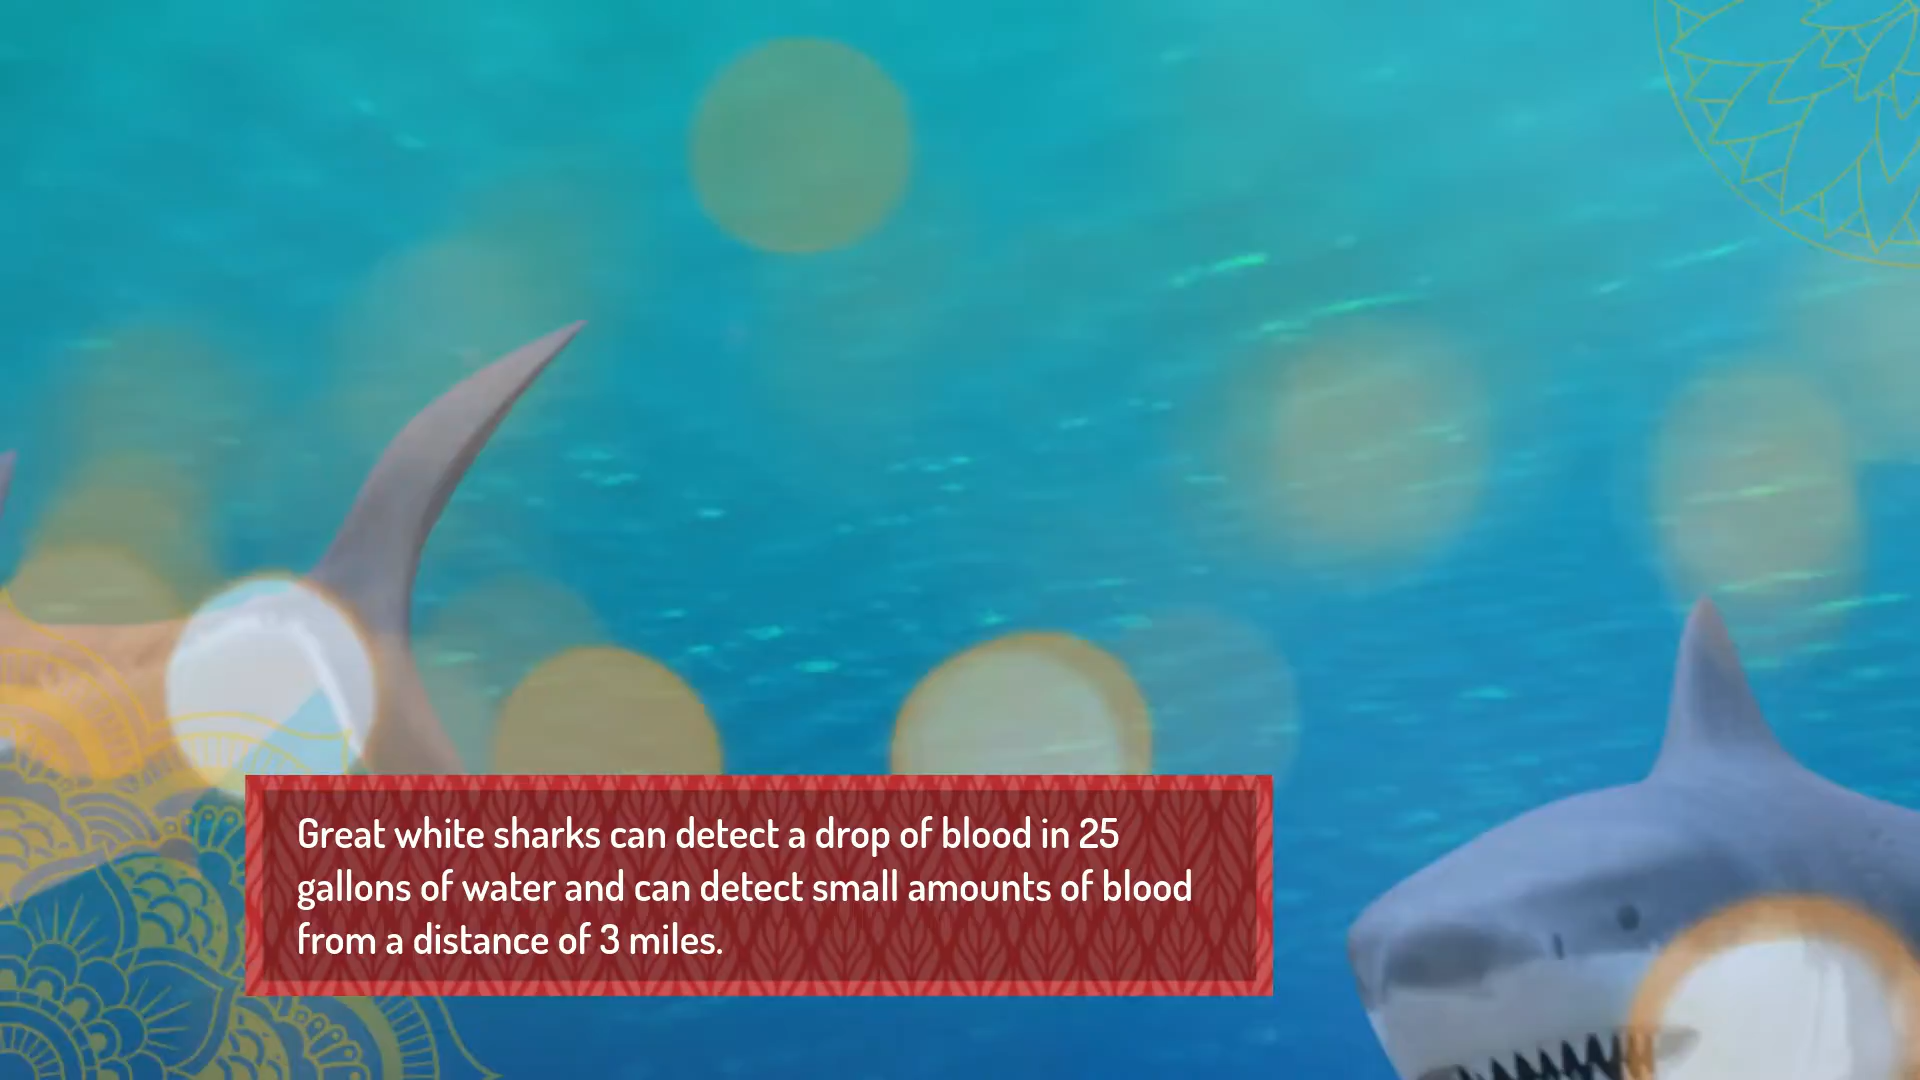 Great white sharks can detect a drop of blood in 25
gallons of water and can detect small amounts of blood
from a distance of 3 miles.